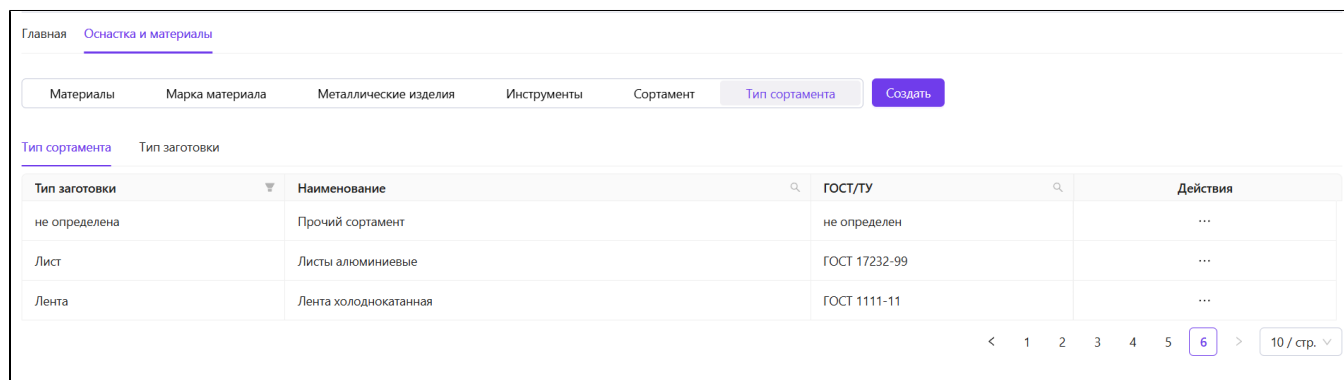 Главная Оснастка и материалы
Материалы Марка материала Металлические изделия Инструменты Сортамент Тип сортамента Создать
Тип сортамента Тип заготовки
Тип заготовки Наименование ГОСТ/ТУ Действия
не определена Прочий сортамент не определен ...
Лист Листы алюминиевые ГОСТ 17232-99 ...
Лента Лента холоднокатанная ГОСТ 1111-11 ...
< 1 2 3 4 5 6 > 10 / стр.